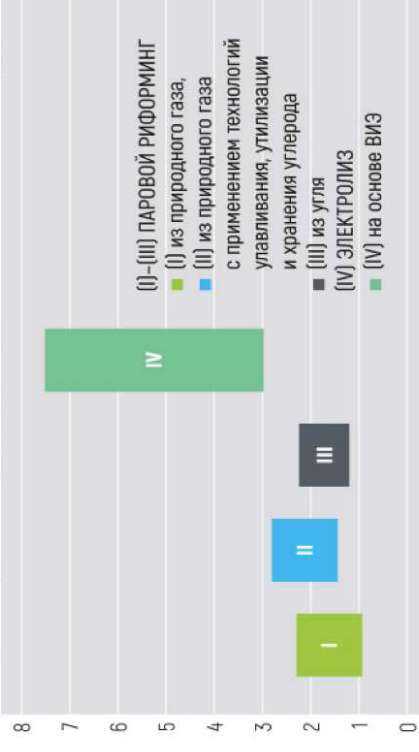 8
7
6
5
4
3
2
1
0
I
II
III
IV
(I)–(III) ПАРОВОЙ РИФОРМИНГ
(I) из природного газа,
(II) из природного газа
с применением технологий
улавливания, утилизации
и хранения углерода
(III) из угля
(IV) ЭЛЕКТРОЛИЗ
(IV) на основе ВИЭ